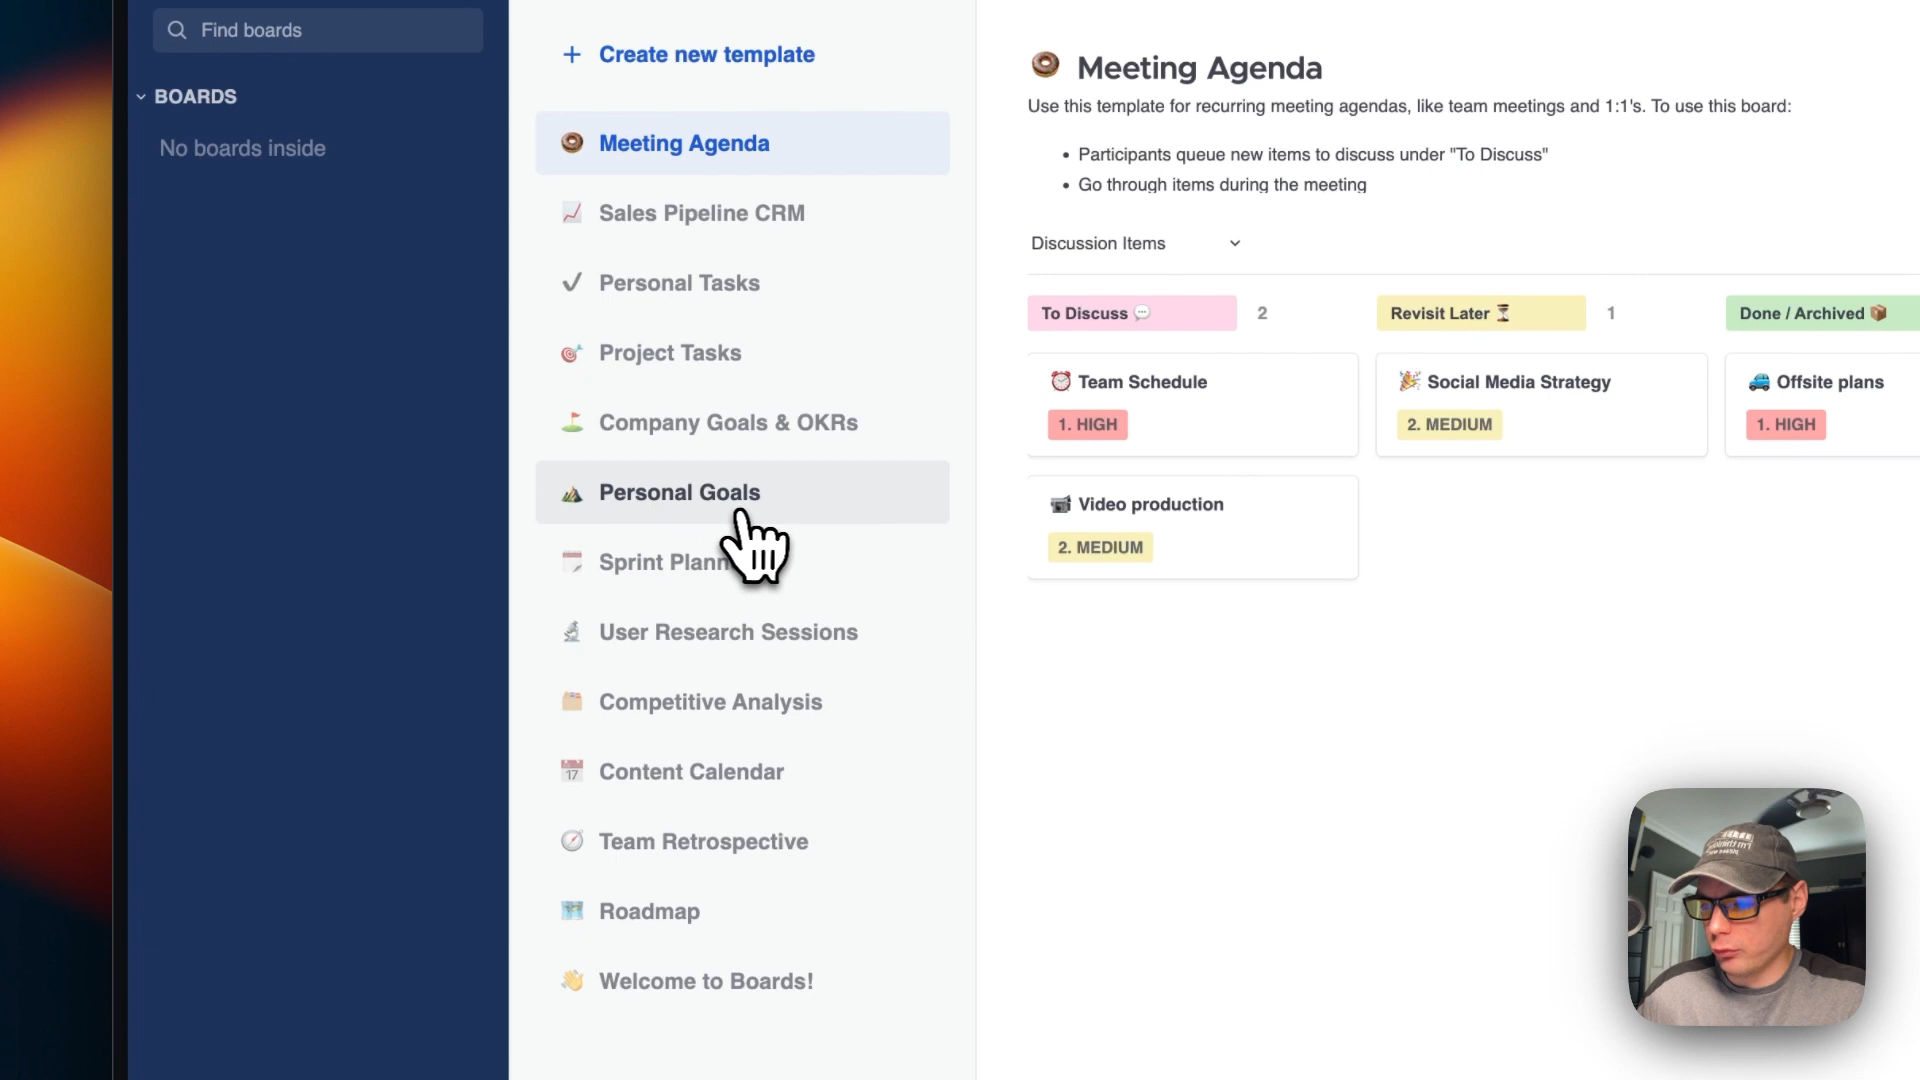 Find boards
BOARDS
No boards inside
+ Create new template
Meeting Agenda
Sales Pipeline CRM
Personal Tasks
Project Tasks
Company Goals & OKRs
Personal Goals
Sprint Plann
User Research Sessions
Competitive Analysis
17
Content Calendar
Team Retrospective
Roadmap
Welcome to Boards!
Meeting Agenda
Use this template for recurring meeting agendas, like team meetings and 1:1's. To use this board:
• Participants queue new items to discuss under "To Discuss"
• Go through items during the meeting
Discussion Items
To Discuss 💬 2
Revisit Later ⏳ 1
Done / Archived 📦
Team Schedule
1. HIGH
Social Media Strategy
2. MEDIUM
Offsite plans
1. HIGH
Video production
2. MEDIUM